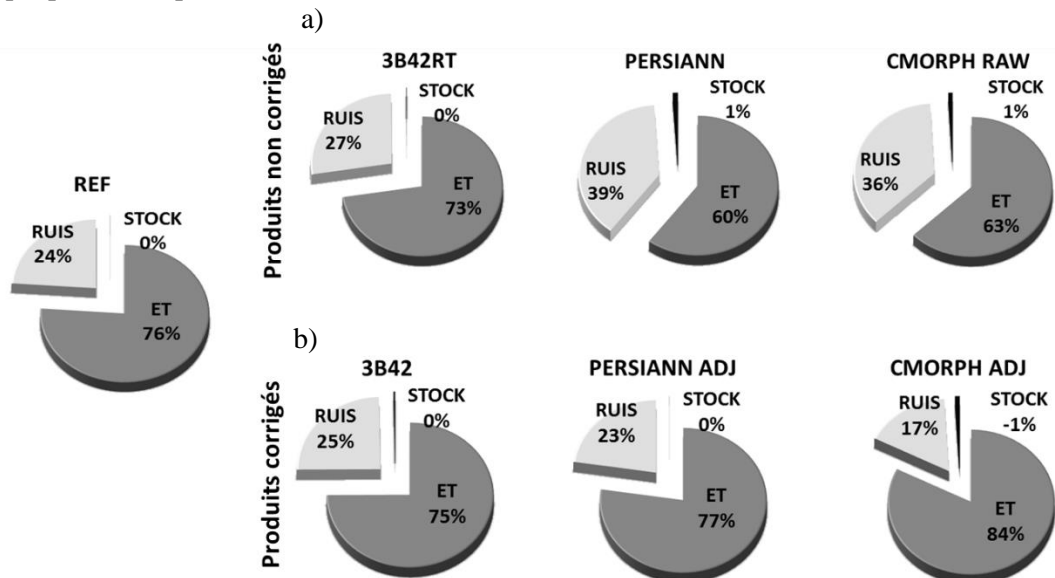 a)
Produits non corrigés
3B42RT
STOCK
0%
RUIS
27%
ET
73%
PERSIANN
STOCK
1%
RUIS
39%
ET
60%
CMORPH RAW
STOCK
1%
RUIS
36%
ET
63%
REF
STOCK
0%
RUIS
24%
ET
76%
b)
Produits corrigés
3B42
STOCK
0%
RUIS
25%
ET
75%
PERSIANN ADJ
STOCK
0%
RUIS
23%
ET
77%
CMORPH ADJ
STOCK
-1%
RUIS
17%
ET
84%